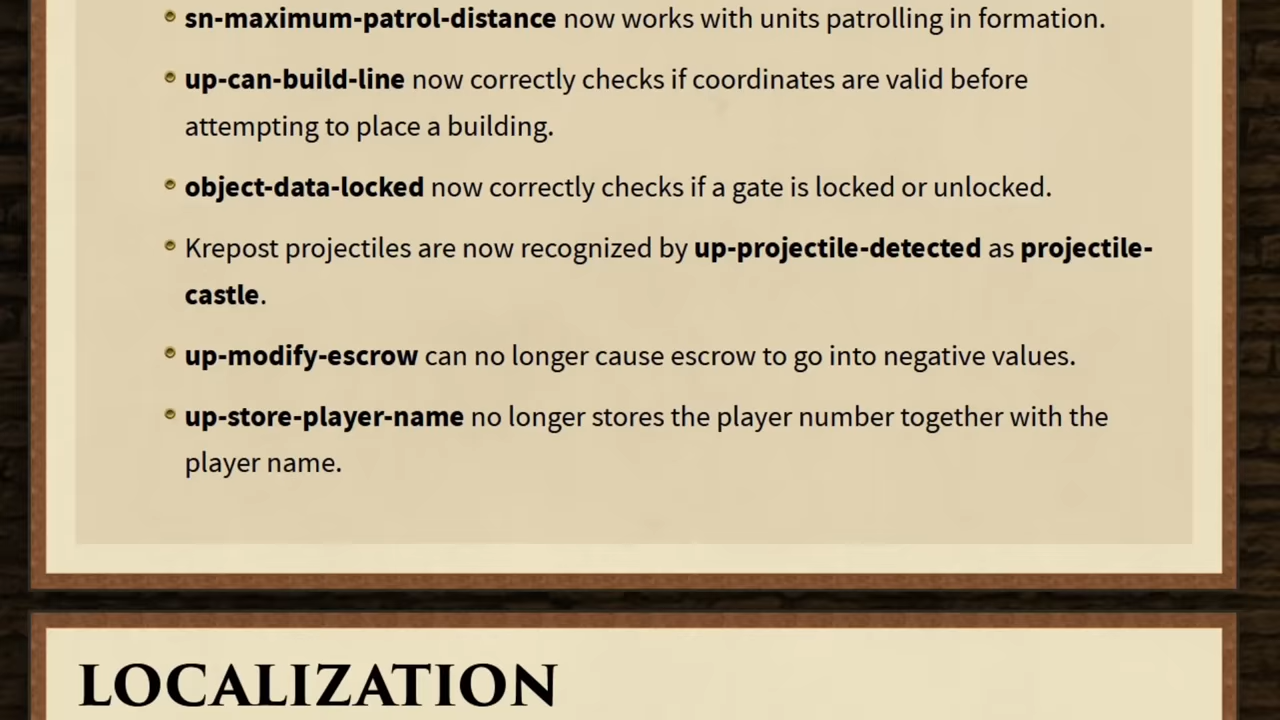 sn-maximum-patrol-distance now works with units patrolling in formation.
up-can-build-line now correctly checks if coordinates are valid before
attempting to place a building.
object-data-locked now correctly checks if a gate is locked or unlocked.
Krepost projectiles are now recognized by up-projectile-detected as projectile-
castle.
up-modify-escrow can no longer cause escrow to go into negative values.
up-store-player-name no longer stores the player number together with the
player name.
LOCALIZATION